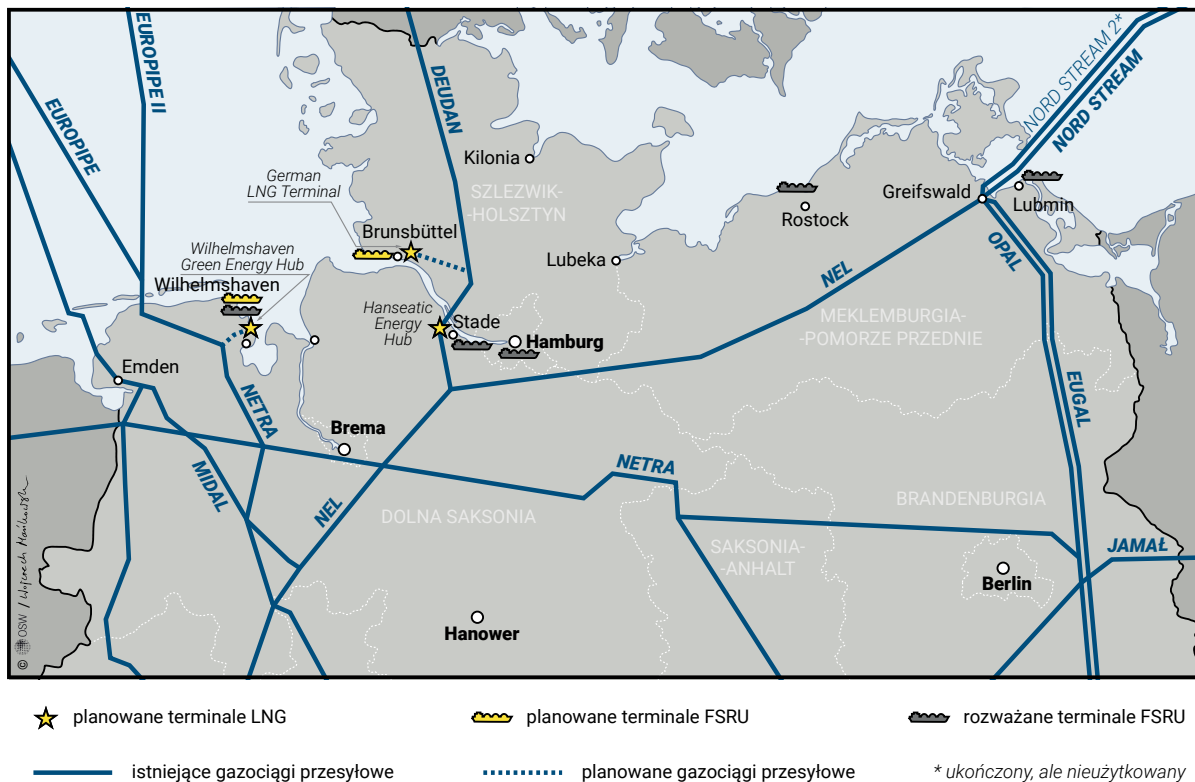 EUROPIPE II
EUROPIPE
DEUDAN
NORD STREAM 2*
NORD STREAM
Kilonia
German
LNG Terminal
SZLEZWIK-
-HOLSZTYN
Greifswald
Lubmin
Rostock
Brunsbüttel
Wilhelmshaven
Green Energy Hub
Wilhelmshaven
Lubeka
NEL
OPAL
Hanseatic
Energy
Hub
Stade
Hamburg
MEKLEMBURGIA-
-POMORZE PRZEDNIE
Emden
NETRA
EUGAL
Brema
MIDAL
NEL
NETRA
DOLNA SAKSONIA
BRANDENBURGIA
SAKSONIA-
-ANHALT
JAMAŁ
Berlin
Hanower
© OSW / Wojciech Mańkowski
planowane terminale LNG
planowane terminale FSRU
rozważane terminale FSRU
istniejące gazociągi przesyłowe
planowane gazociągi przesyłowe
* ukończony, ale nieużytkowany